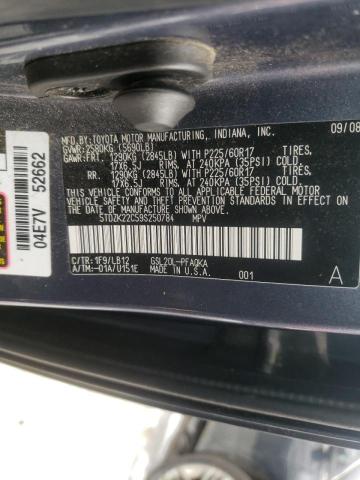 MFD.BY:TOYOTA MOTOR MANUFACTURING, INDIANA, INC. 09/08
GVWR:2580KG (5690LB)
GAWR:FRT. 1290KG (2845LB) WITH P225/60R17 TIRES,
17X6.5J RIMS, AT 240KPA (35PSI) COLD.
RR. 1290KG (2845LB) WITH P225/60R17 TIRES,
17X6.5J RIMS, AT 240KPA (35PSI) COLD.
THIS VEHICLE CONFORMS TO ALL APPLICABLE
FEDERAL MOTOR VEHICLE SAFETY, BUMPER, AND
THEFT PREVENTION STANDARDS IN EFFECT ON THE
DATE OF MANUFACTURE SHOWN ABOVE.
5TDZK22C59S250784 MPV
C/TR:1F9/LB12 GSL20L-PFAQKA
A/TM:-01A/U151E MADE IN U.S.A. 001 A
04E7V 52662